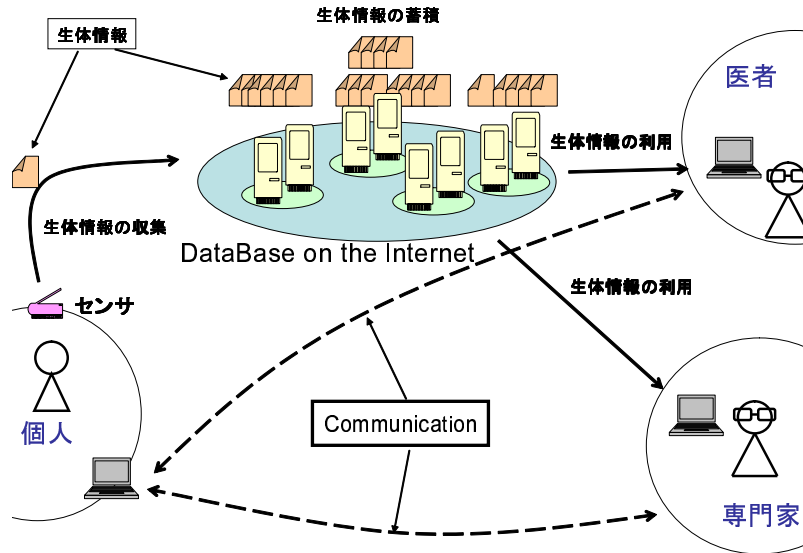 生体情報の蓄積
生体情報
医者
生体情報の利用
生体情報の収集
DataBase on the Internet
生体情報の利用
センサ
個人
Communication
専門家